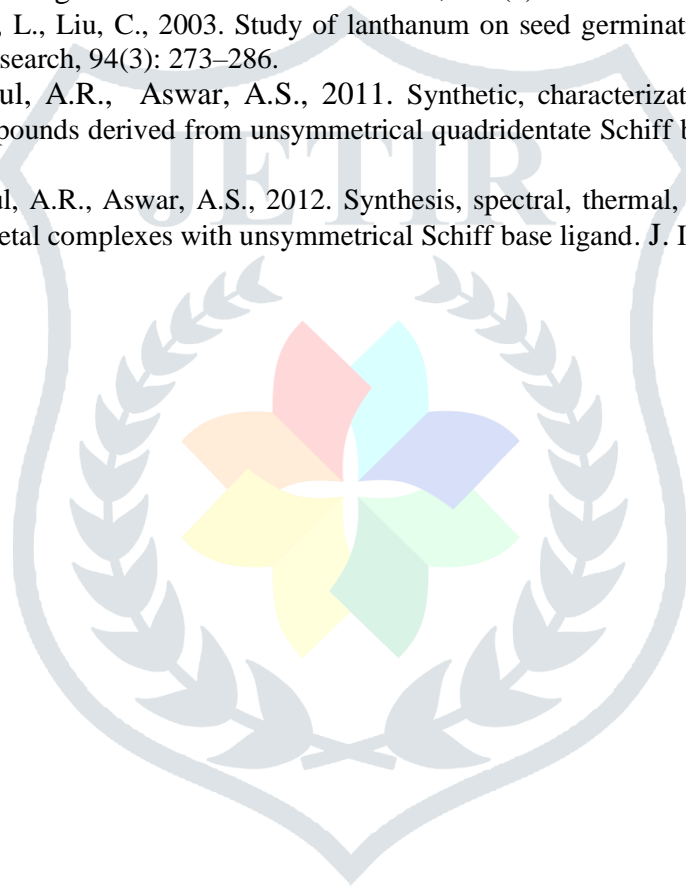 L., Liu, C., 2003. Study of lanthanum on seed germinat
search, 94(3): 273–286.
ul, A.R., Aswar, A.S., 2011. Synthetic, characterizat
pounds derived from unsymmetrical quadridentate Schiff b
l, A.R., Aswar, A.S., 2012. Synthesis, spectral, thermal,
etal complexes with unsymmetrical Schiff base ligand. J. I
JETIR